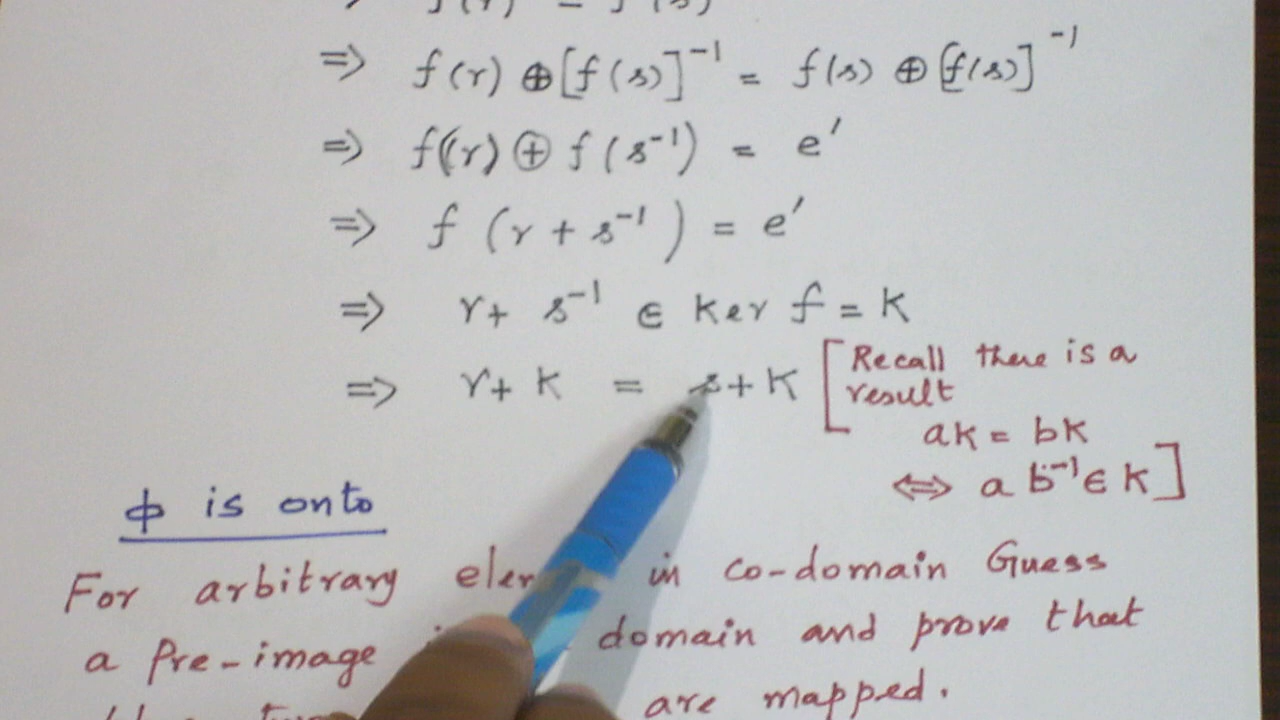 ⇒ f(r) ⊕ [f(s)]⁻¹ = f(s) ⊕ [f(s)]⁻¹
⇒ f(r) ⊕ f(s⁻¹) = e′
⇒ f(r + s⁻¹) = e′
⇒ r + s⁻¹ ∈ Ker f = K
⇒ r + K = s + K [Recall there is a
result
aK = bK
⇔ a b⁻¹ ∈ K]
ϕ is onto
For arbitrary in co-domain Guess
a Pre-image domain and prove that
are mapped.